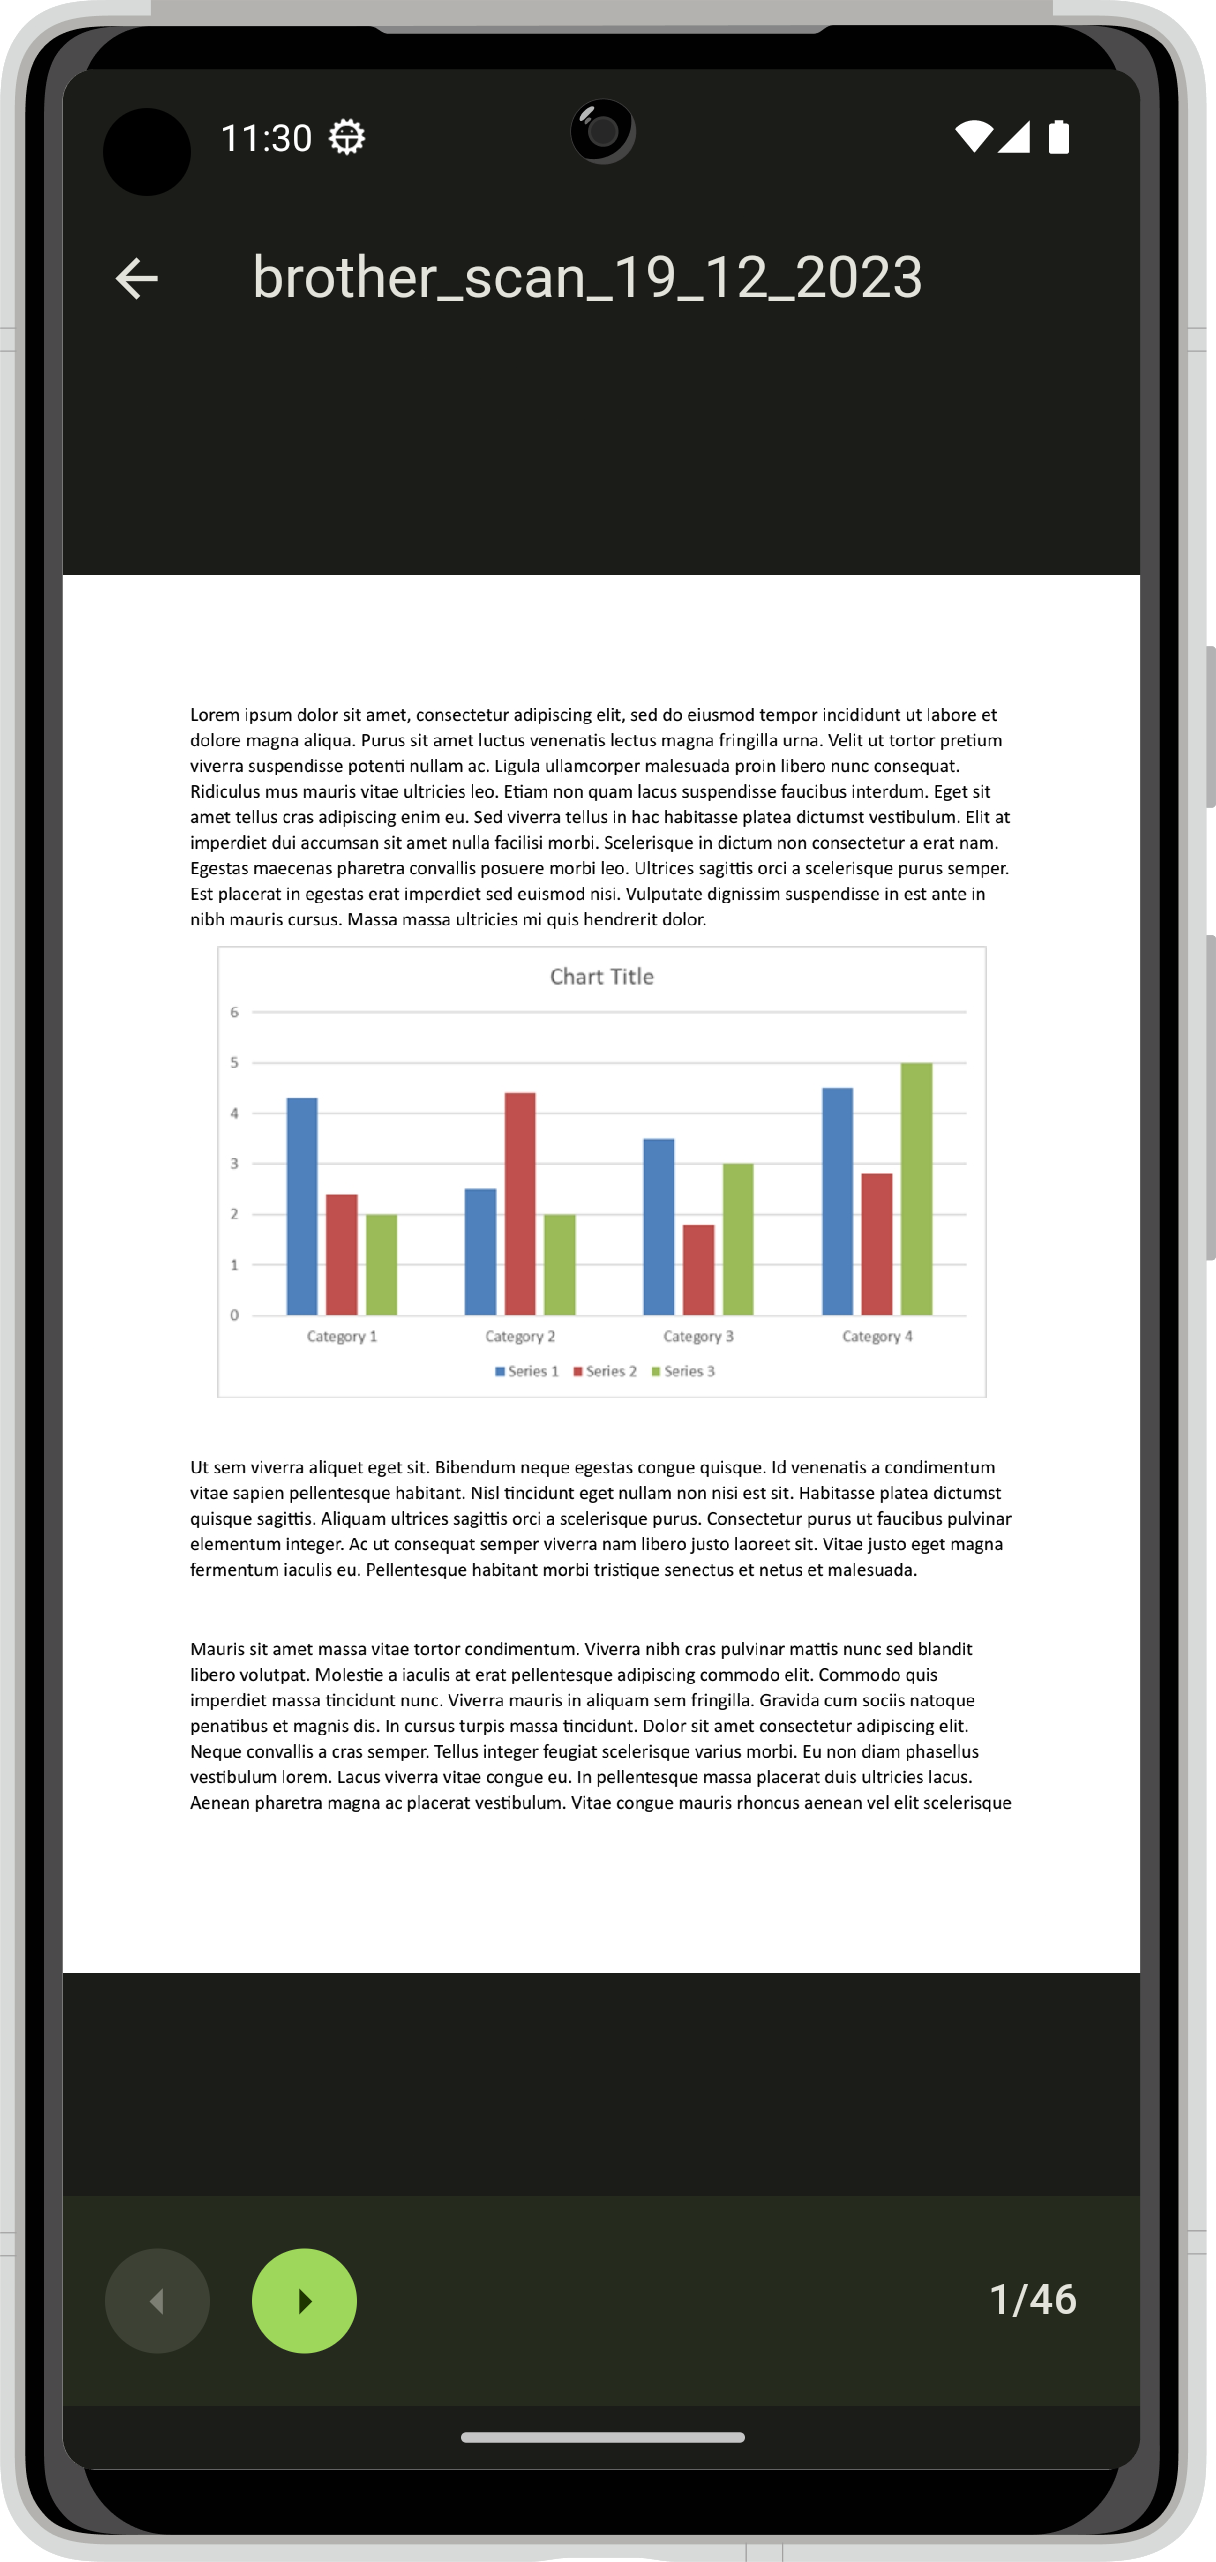 11:30
brother_scan_19_12_2023
Lorem ipsum dolor sit amet, consectetur adipiscing elit, sed do eiusmod tempor incididunt ut labore et
dolore magna aliqua. Purus sit amet luctus venenatis lectus magna fringilla urna. Velit ut tortor pretium
viverra suspendisse potenti nullam ac. Ligula ullamcorper malesuada proin libero nunc consequat.
Ridiculus mus mauris vitae ultricies leo. Etiam non quam lacus suspendisse faucibus interdum. Eget sit
amet tellus cras adipiscing enim eu. Sed viverra tellus in hac habitasse platea dictumst vestibulum. Elit at
imperdiet dui accumsan sit amet nulla facilisi morbi. Scelerisque in dictum non consectetur a erat nam.
Egestas maecenas pharetra convallis posuere morbi leo. Ultrices sagittis orci a scelerisque purus semper.
Est placerat in egestas erat imperdiet sed euismod nisi. Vulputate dignissim suspendisse in est ante in
nibh mauris cursus. Massa massa ultricies mi quis hendrerit dolor.
Chart Title
6
5
4
3
2
1
0
Category 1 Category 2 Category 3 Category 4
Series 1 Series 2 Series 3
Ut sem viverra aliquet eget sit. Bibendum neque egestas congue quisque. Id venenatis a condimentum
vitae sapien pellentesque habitant. Nisl tincidunt eget nullam non nisi est sit. Habitasse platea dictumst
quisque sagittis. Aliquam ultrices sagittis orci a scelerisque purus. Consectetur purus ut faucibus pulvinar
elementum integer. Ac ut consequat semper viverra nam libero justo laoreet sit. Vitae justo eget magna
fermentum iaculis eu. Pellentesque habitant morbi tristique senectus et netus et malesuada.
Mauris sit amet massa vitae tortor condimentum. Viverra nibh cras pulvinar mattis nunc sed blandit
libero volutpat. Molestie a iaculis at erat pellentesque adipiscing commodo elit. Commodo quis
imperdiet massa tincidunt nunc. Viverra mauris in aliquam sem fringilla. Gravida cum sociis natoque
penatibus et magnis dis. In cursus turpis massa tincidunt. Dolor sit amet consectetur adipiscing elit.
Neque convallis a cras semper. Tellus integer feugiat scelerisque varius morbi. Eu non diam phasellus
vestibulum lorem. Lacus viverra vitae congue eu. In pellentesque massa placerat duis ultricies lacus.
Aenean pharetra magna ac placerat vestibulum. Vitae congue mauris rhoncus aenean vel elit scelerisque
1/46